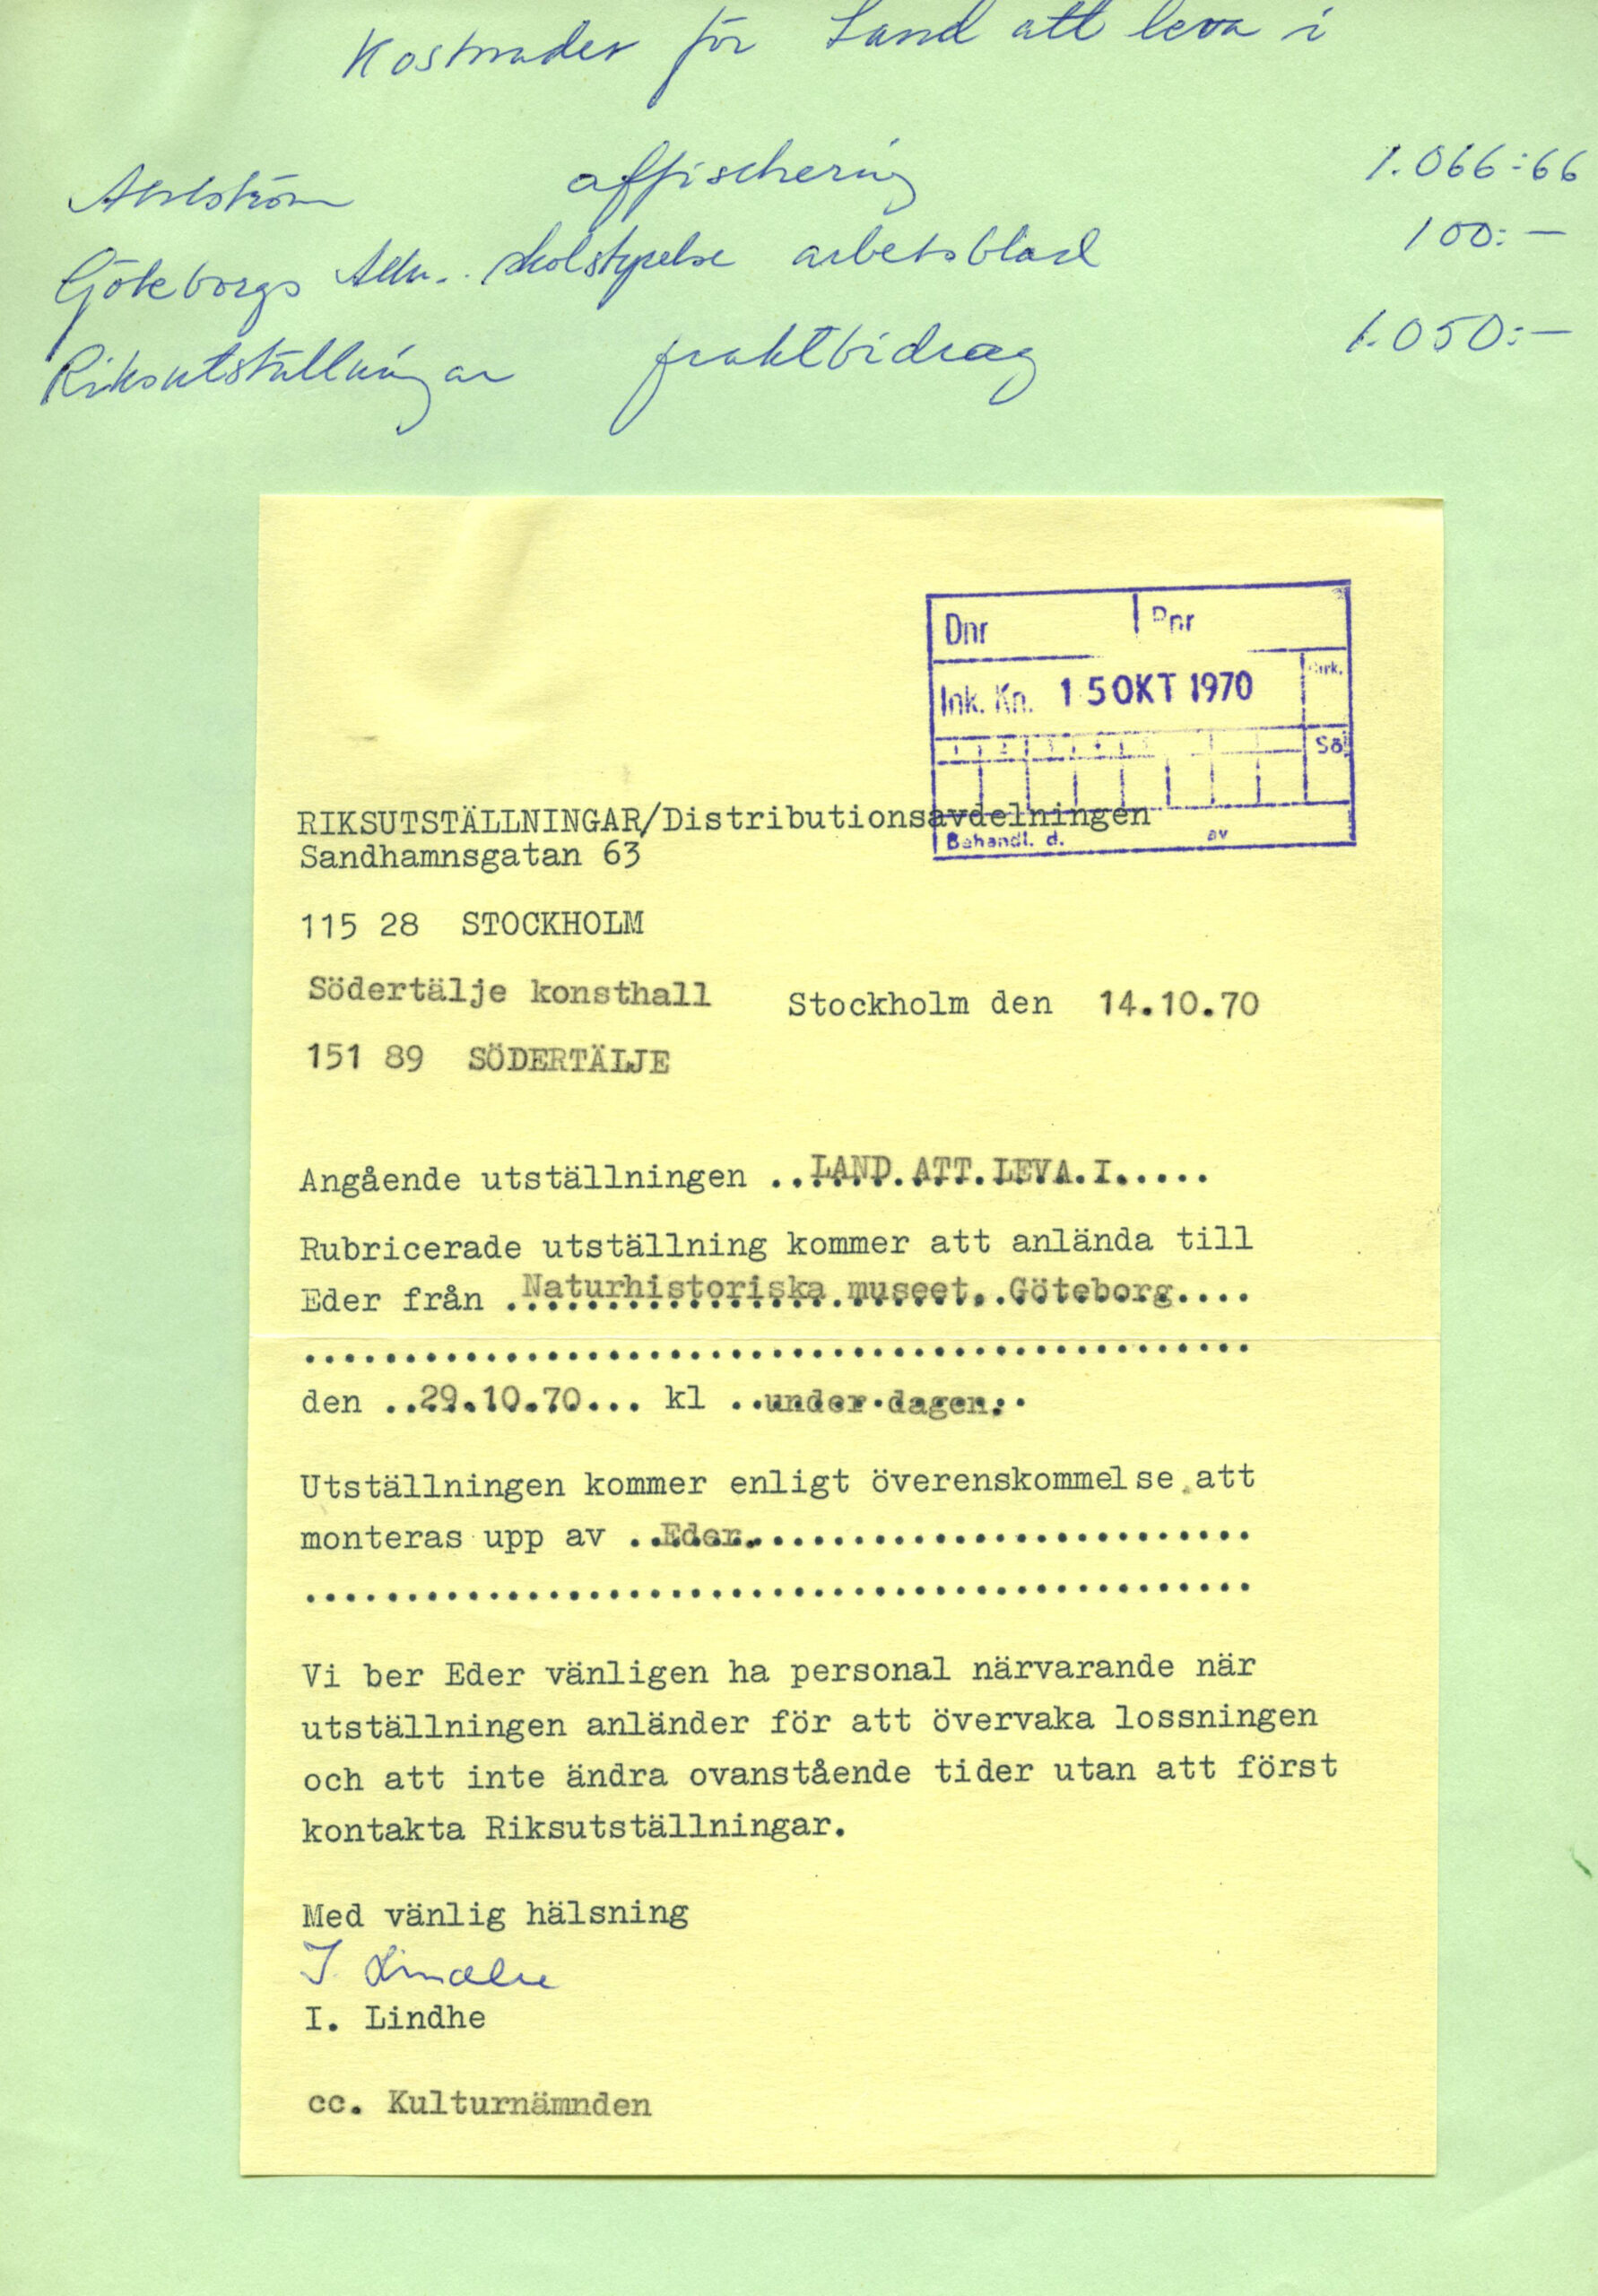 Kostnader för Land att leva i
Ahlström affischering 1.066:66
Göteborgs Allm. skolstyrelse arbetsblad 100:-
Riksutställningar fraktbidrag 1.050:-
Dnr Pnr
Ink. Kn. 15 OKT 1970
RIKSUTSTÄLLNINGAR/Distributionsavdelningen
Behandl. d. av
Sandhamnsgatan 63
115 28 STOCKHOLM
Södertälje konsthall Stockholm den 14.10.70
151 89 SÖDERTÄLJE
Angående utställningen ..LAND.ATT.LEVA.I.....
Rubricerade utställning kommer att anlända till
Eder från .Naturhistoriska museet, Göteborg....
...............................................
den ..29.10.70... kl ..under dagen..
Utställningen kommer enligt överenskommelse att
monteras upp av ..Eder..........................
...............................................
Vi ber Eder vänligen ha personal närvarande när
utställningen anländer för att övervaka lossningen
och att inte ändra ovanstående tider utan att först
kontakta Riksutställningar.
Med vänlig hälsning
I. Lindhe
I. Lindhe
cc. Kulturnämnden